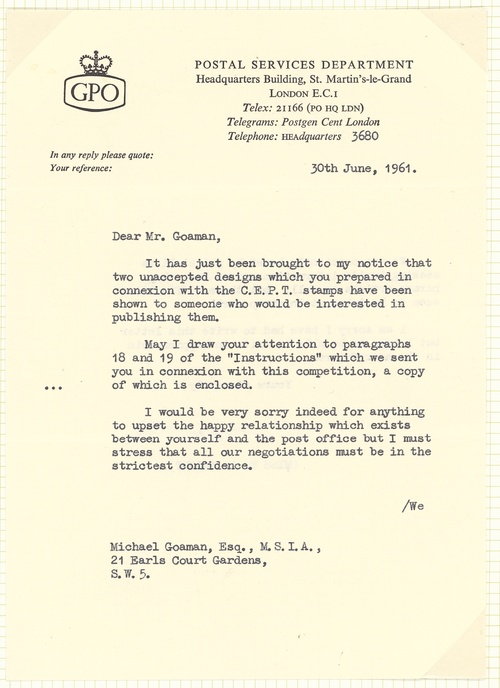 GPO
POSTAL SERVICES DEPARTMENT
Headquarters Building, St. Martin's-le-Grand
LONDON E.C.1
Telex: 21166 (PO HQ LDN)
Telegrams: Postgen Cent London
Telephone: HEAdquarters 3680
In any reply please quote:
Your reference:
30th June, 1961.
Dear Mr. Goaman,
It has just been brought to my notice that
two unaccepted designs which you prepared in
connexion with the C.E.P.T. stamps have been
shown to someone who would be interested in
publishing them.
May I draw your attention to paragraphs
18 and 19 of the "Instructions" which we sent
you in connexion with this competition, a copy
... of which is enclosed.
I would be very sorry indeed for anything
to upset the happy relationship which exists
between yourself and the post office but I must
stress that all our negotiations must be in the
strictest confidence.
/We
Michael Goaman, Esq., M.S.I.A.,
21 Earls Court Gardens,
S.W.5.